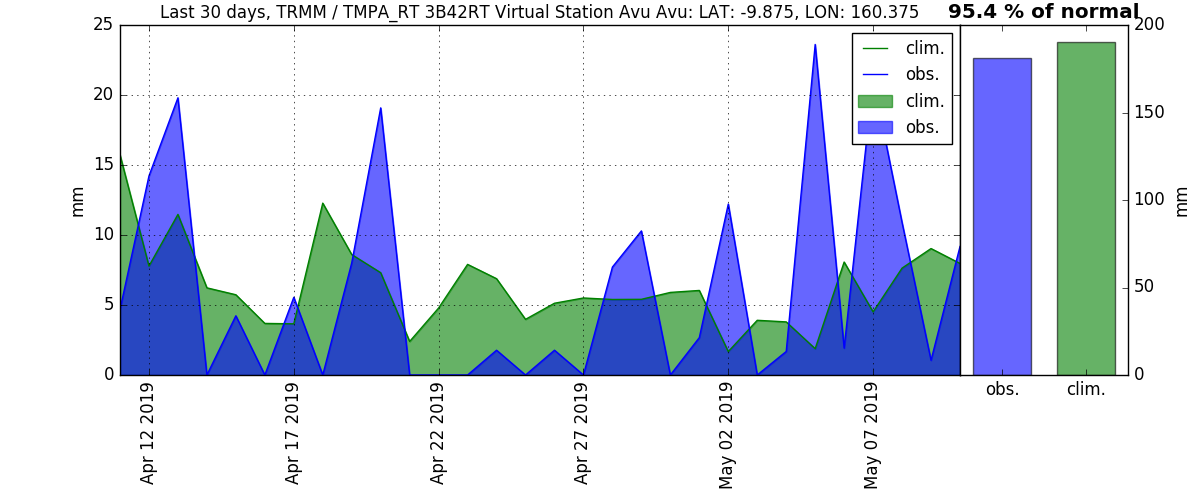 Last 30 days, TRMM / TMPA_RT 3B42RT Virtual Station Avu Avu: LAT: -9.875, LON: 160.375
95.4 % of normal
25
20
15
10
5
0
mm
clim.
obs.
clim.
obs.
200
150
100
50
0
mm
obs.
clim.
Apr 12 2019
Apr 17 2019
Apr 22 2019
Apr 27 2019
May 02 2019
May 07 2019